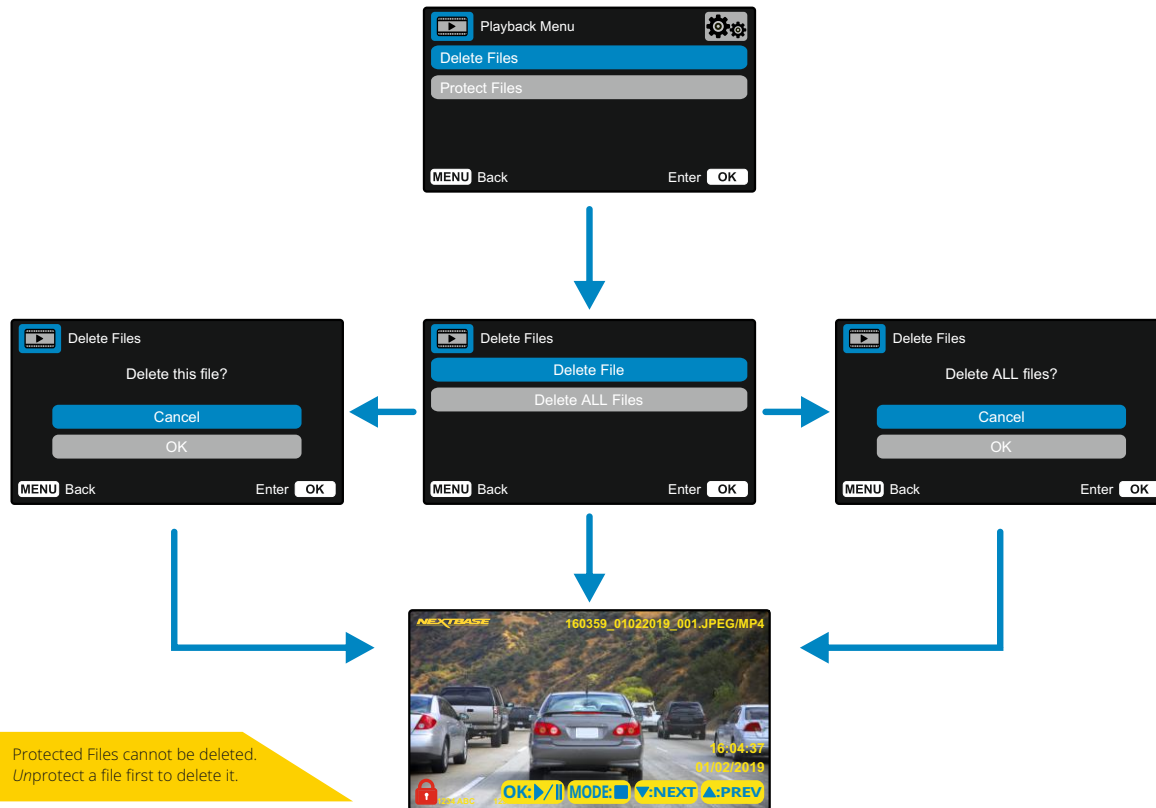 Playback Menu
Delete Files
Protect Files
MENU Back
Enter OK
Delete Files
Delete this file?
Cancel
OK
MENU Back
Enter OK
Delete Files
Delete File
Delete ALL Files
MENU Back
Enter OK
Delete Files
Delete ALL files?
Cancel
OK
MENU Back
Enter OK
NEXTBASE
160359_01022019_001.JPEG/MP4
16:04:37
01/02/2019
OK:▶/|| MODE:■ ▼:NEXT ▲:PREV
Protected Files cannot be deleted.
Unprotect a file first to delete it.